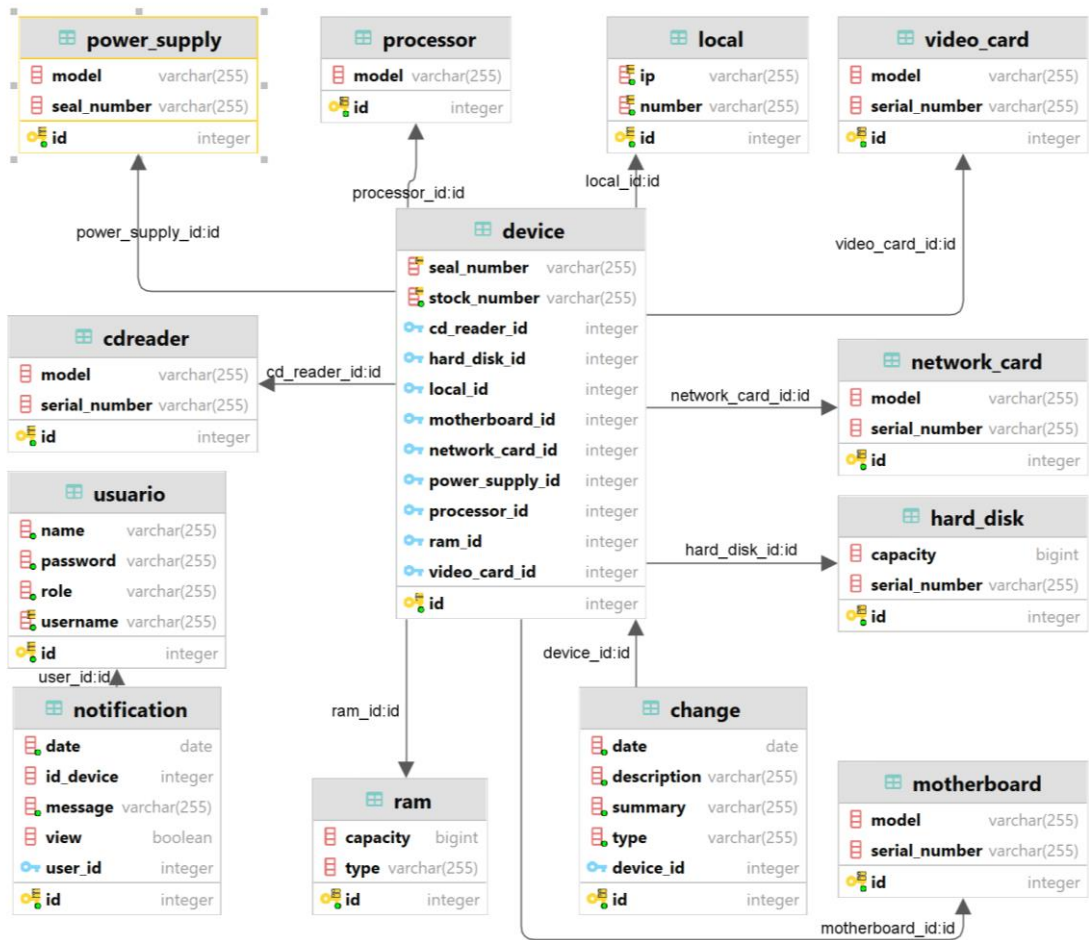 power_supply
model varchar(255)
seal_number varchar(255)
id integer
processor
model varchar(255)
id integer
local
ip varchar(255)
number varchar(255)
id integer
video_card
model varchar(255)
serial_number varchar(255)
id integer
power_supply_id:id
processor_id:id
local_id:id
video_card_id:id
device
seal_number varchar(255)
stock_number varchar(255)
cd_reader_id integer
hard_disk_id integer
local_id integer
motherboard_id integer
network_card_id integer
power_supply_id integer
processor_id integer
ram_id integer
video_card_id integer
id integer
cdreader
model varchar(255)
serial_number varchar(255)
id integer
cd_reader_id:id
network_card_id:id
network_card
model varchar(255)
serial_number varchar(255)
id integer
usuario
name varchar(255)
password varchar(255)
role varchar(255)
username varchar(255)
id integer
user_id:id
hard_disk_id:id
hard_disk
capacity bigint
serial_number varchar(255)
id integer
notification
date date
id_device integer
message varchar(255)
view boolean
user_id integer
id integer
ram_id:id
ram
capacity bigint
type varchar(255)
id integer
device_id:id
change
date date
description varchar(255)
summary varchar(255)
type varchar(255)
device_id integer
id integer
motherboard
model varchar(255)
serial_number varchar(255)
id integer
motherboard_id:id